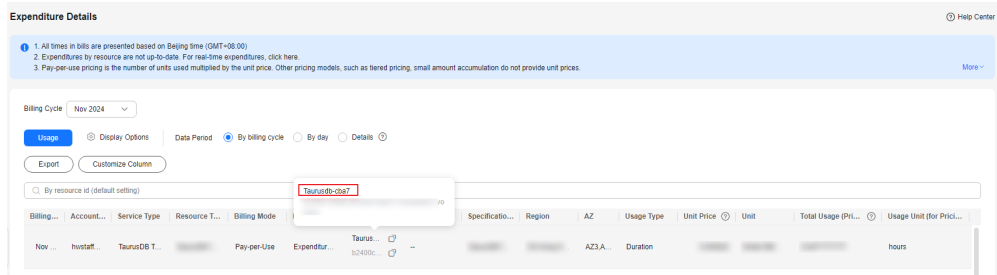 Expenditure Details
Help Center
1. All times in bills are presented based on Beijing time (GMT+08:00)
2. Expenditures by resource are not up-to-date. For real-time expenditures, click here.
3. Pay-per-use pricing is the number of units used multiplied by the unit price. Other pricing models, such as tiered pricing, small amount accumulation do not provide unit prices.
More
Billing Cycle Nov 2024
Usage Display Options Data Period By billing cycle By day Details
Export Customize Column
By resource id (default setting)
Taurusdb-cba7
Billing... Account... Service Type Resource T... Billing Mode Specificatio... Region AZ Usage Type Unit Price Unit Total Usage (Pri... Usage Unit (for Prici...
Nov ... hwstaff... TaurusDB T... Pay-per-Use Expenditur... Taurus... -- AZ3,A... Duration hours
b2400c...